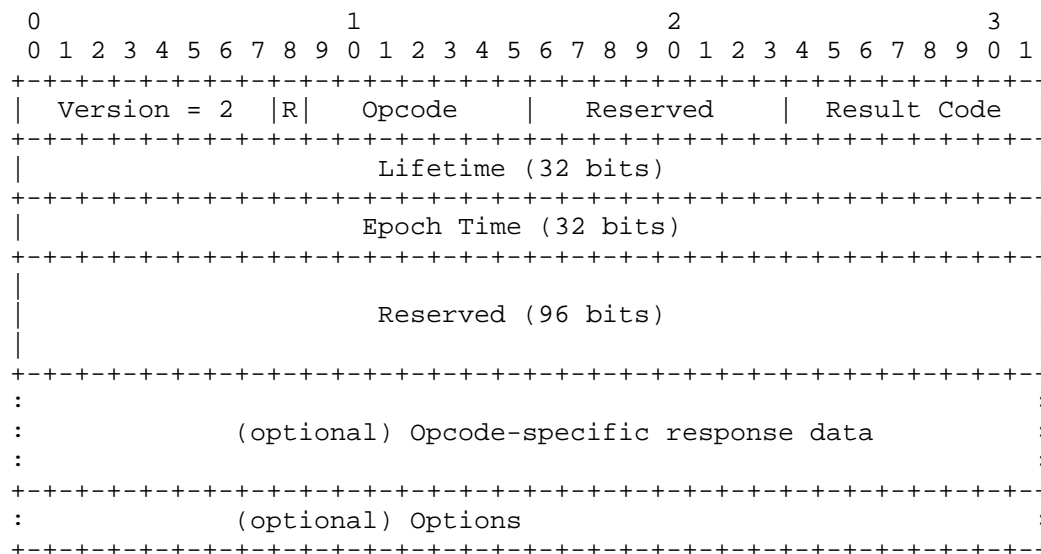 0                   1                   2                   3
 0 1 2 3 4 5 6 7 8 9 0 1 2 3 4 5 6 7 8 9 0 1 2 3 4 5 6 7 8 9 0 1
+-+-+-+-+-+-+-+-+-+-+-+-+-+-+-+-+-+-+-+-+-+-+-+-+-+-+-+-+-+-+-+--
|  Version = 2  |R|   Opcode    |   Reserved    |  Result Code  |
+-+-+-+-+-+-+-+-+-+-+-+-+-+-+-+-+-+-+-+-+-+-+-+-+-+-+-+-+-+-+-+--
|                      Lifetime (32 bits)                       |
+-+-+-+-+-+-+-+-+-+-+-+-+-+-+-+-+-+-+-+-+-+-+-+-+-+-+-+-+-+-+-+--
|                     Epoch Time (32 bits)                      |
+-+-+-+-+-+-+-+-+-+-+-+-+-+-+-+-+-+-+-+-+-+-+-+-+-+-+-+-+-+-+-+--
|                                                               |
|                      Reserved (96 bits)                       |
|                                                               |
+-+-+-+-+-+-+-+-+-+-+-+-+-+-+-+-+-+-+-+-+-+-+-+-+-+-+-+-+-+-+-+--
:                                                               :
:             (optional) Opcode-specific response data          :
:                                                               :
+-+-+-+-+-+-+-+-+-+-+-+-+-+-+-+-+-+-+-+-+-+-+-+-+-+-+-+-+-+-+-+--
:             (optional) Options                                :
+-+-+-+-+-+-+-+-+-+-+-+-+-+-+-+-+-+-+-+-+-+-+-+-+-+-+-+-+-+-+-+--